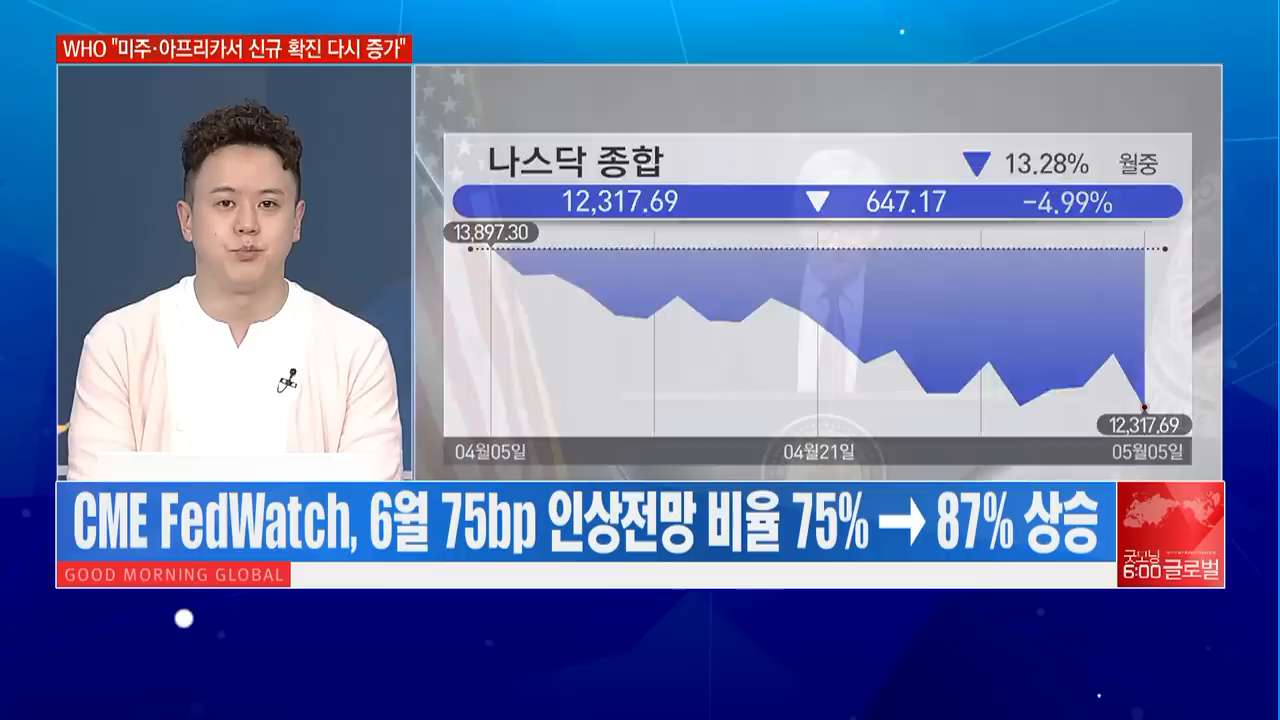 WHO "미주·아프리카서 신규 확진 다시 증가"
나스닥 종합 ▼ 13.28% 월중
12,317.69 ▼ 647.17 -4.99%
13,897.30
12,317.69
04월05일 04월21일 05월05일
CME FedWatch, 6월 75bp 인상전망 비율 75% → 87% 상승
GOOD MORNING GLOBAL
굿모닝
6:00 글로벌